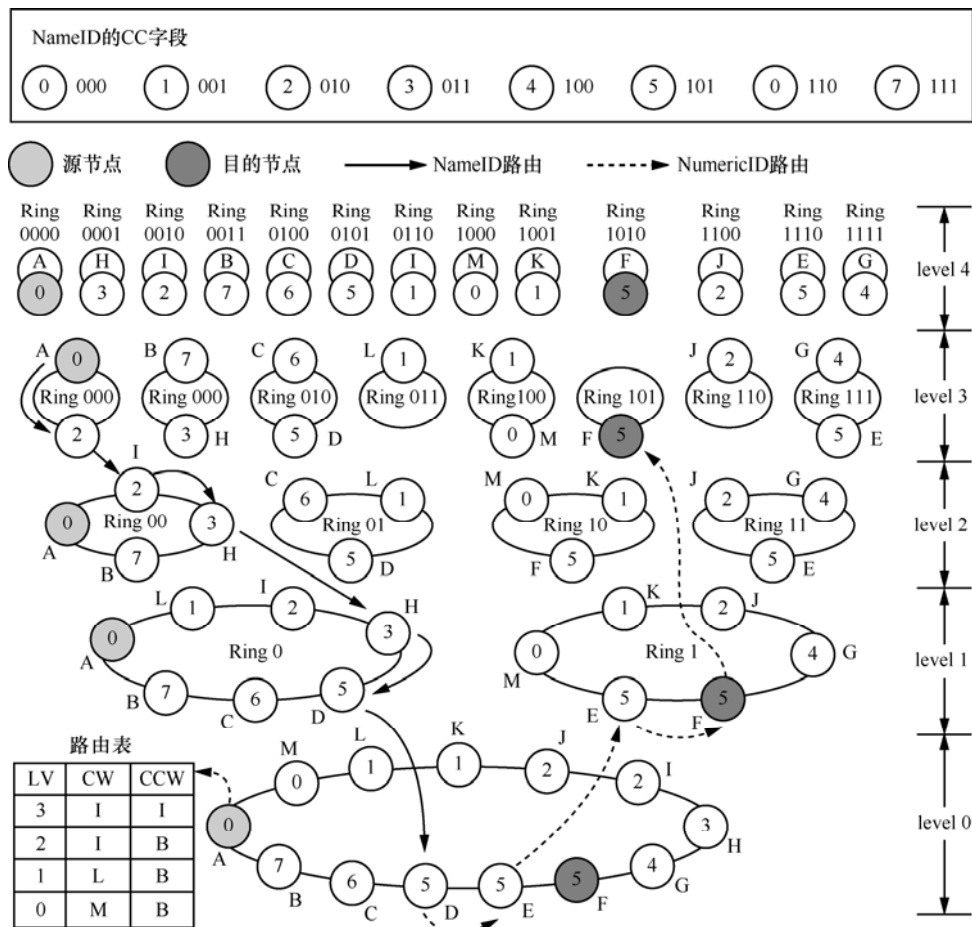 NameID的CC字段
0 000 1 001 2 010 3 011 4 100 5 101 0 110 7 111
源节点 目的节点 NameID路由 NumericID路由
Ring Ring Ring Ring Ring Ring Ring Ring Ring Ring Ring Ring Ring
0000 0001 0010 0011 0100 0101 0110 1000 1001 1010 1100 1110 1111
A H I B C D I M K F J E G
0 3 2 7 6 5 1 0 1 5 2 5 4
level 4
A 0 B 7 C 6 L 1 K 1 J 2 G 4
Ring 000 Ring 000 Ring 010 Ring 011 Ring100 Ring 101 Ring 110 Ring 111
level 3
2 3 H 5 D 0 M F 5 5 E
I
2 C 6 L 1 M 0 K 1 J 2 G 4
0 Ring 00 3 Ring 01 Ring 10 Ring 11
level 2
A B 7 H 5 D F 5 5 E
L 1 I 2 H 3 1 K 2 J
0 Ring 0 0 Ring 1 4 G
level 1
A B 7 C 6 D 5 M E 5 F 5
路由表
LV CW CCW
3 I I
2 I B
1 L B
0 M B
M 0 L 1 K 1 J 2 2 I
0 3
level 0
A H
7 6 5 5 5 4
B C D E F G